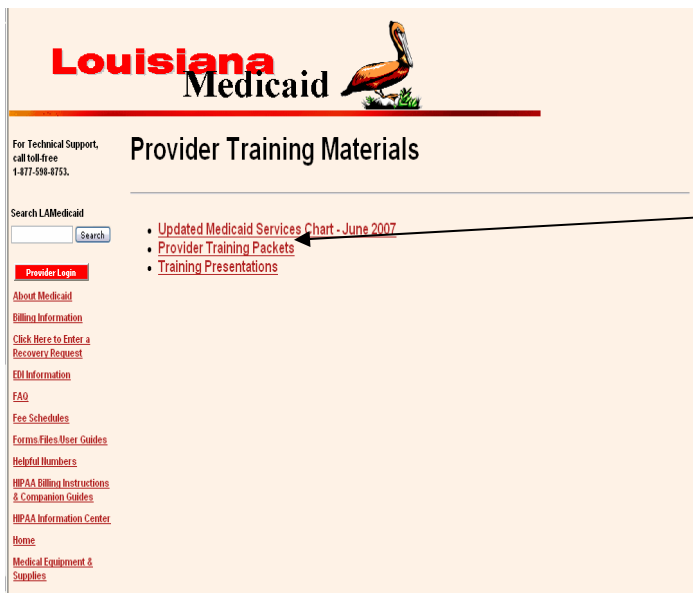 Louisiana
Medicaid
For Technical Support,
call toll-free
1-877-598-8753.
Provider Training Materials
Search LAMedicaid
Search
• Updated Medicaid Services Chart - June 2007
• Provider Training Packets
• Training Presentations
Provider Login
About Medicaid
Billing Information
Click Here to Enter a
Recovery Request
EDI Information
FAQ
Fee Schedules
Forms/Files/User Guides
Helpful Numbers
HIPAA Billing Instructions
& Companion Guides
HIPAA Information Center
Home
Medical Equipment &
Supplies